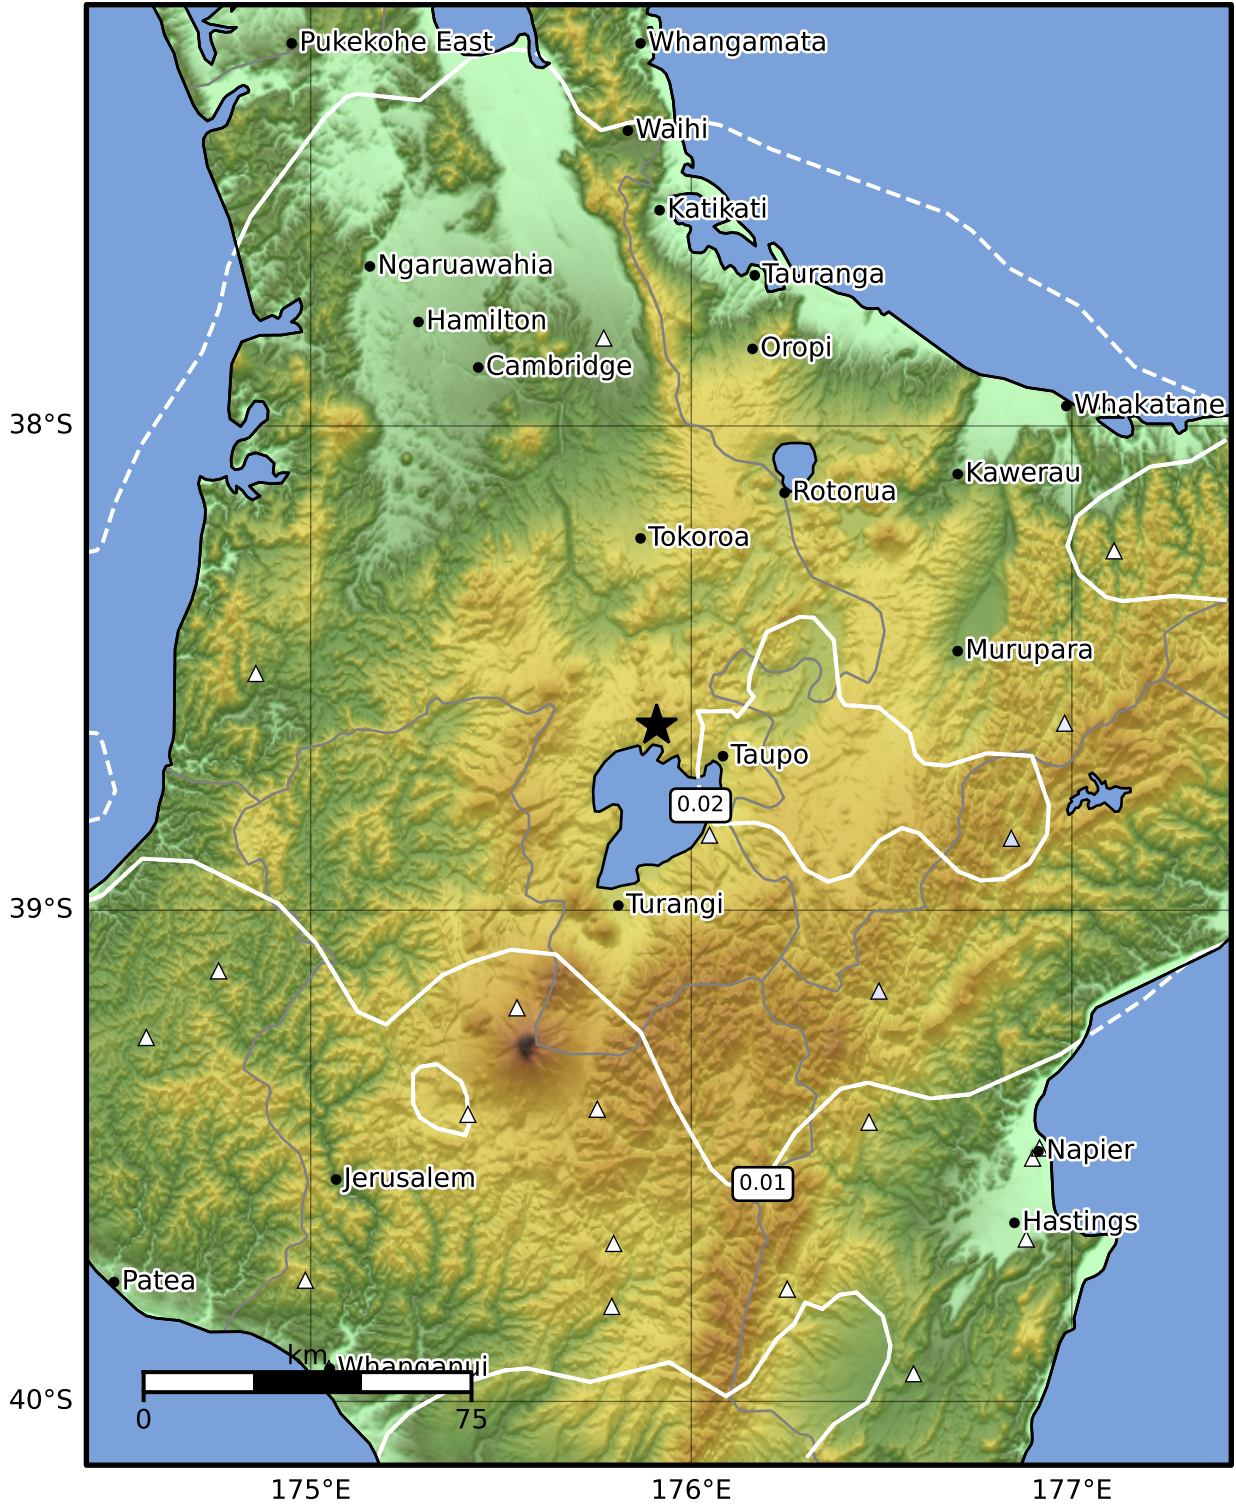 Pukekohe East
Whangamata
Waihi
Katikati
Ngaruawahia
Tauranga
Hamilton
Oropi
Cambridge
Whakatane
38°S
Kawerau
Rotorua
Tokoroa
Murupara
Taupo
0.02
39°S
Turangi
Napier
Jerusalem
0.01
Hastings
Patea
km
Whanganui
40°S
0
75
175°E
176°E
177°E